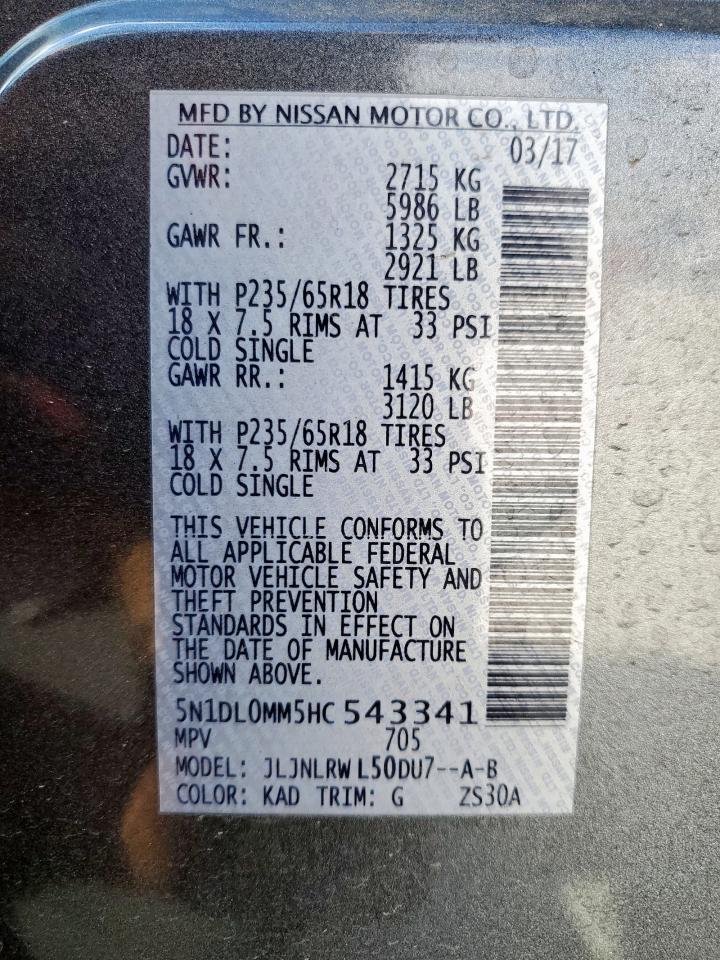 MFD BY NISSAN MOTOR CO., LTD.
DATE: 03/17
GVWR: 2715 KG
5986 LB
GAWR FR.: 1325 KG
2921 LB
WITH P235/65R18 TIRES
18 X 7.5 RIMS AT 33 PSI
COLD SINGLE
GAWR RR.: 1415 KG
3120 LB
WITH P235/65R18 TIRES
18 X 7.5 RIMS AT 33 PSI
COLD SINGLE
THIS VEHICLE CONFORMS TO
ALL APPLICABLE FEDERAL
MOTOR VEHICLE SAFETY AND
THEFT PREVENTION
STANDARDS IN EFFECT ON
THE DATE OF MANUFACTURE
SHOWN ABOVE.
5N1DL0MM5HC 543341
MPV 705
MODEL: JLJNLRW L50DU7--A-B
COLOR: KAD TRIM: G ZS30A